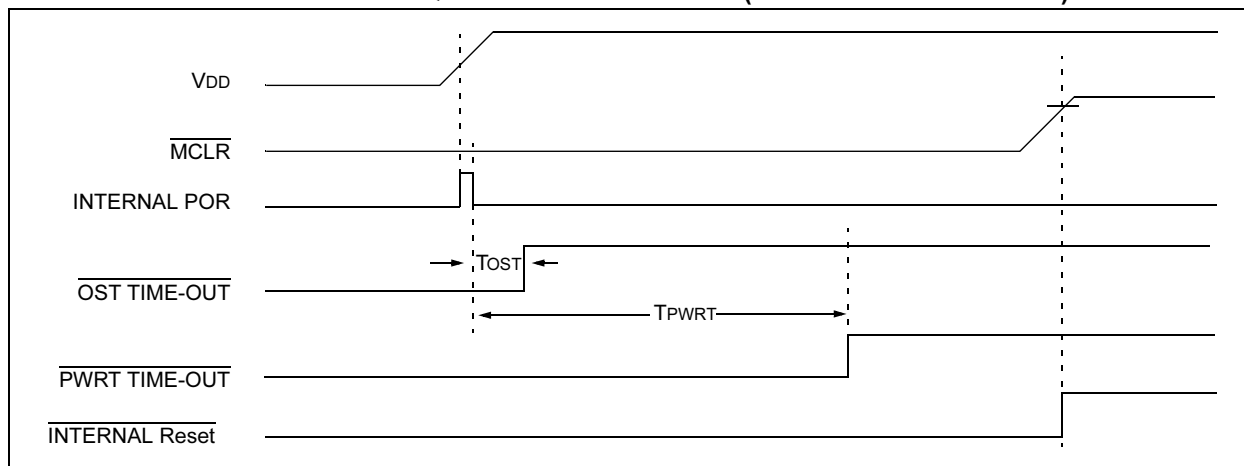 VDD
MCLR
INTERNAL POR
TOST
OST TIME-OUT
TPWRT
PWRT TIME-OUT
INTERNAL Reset